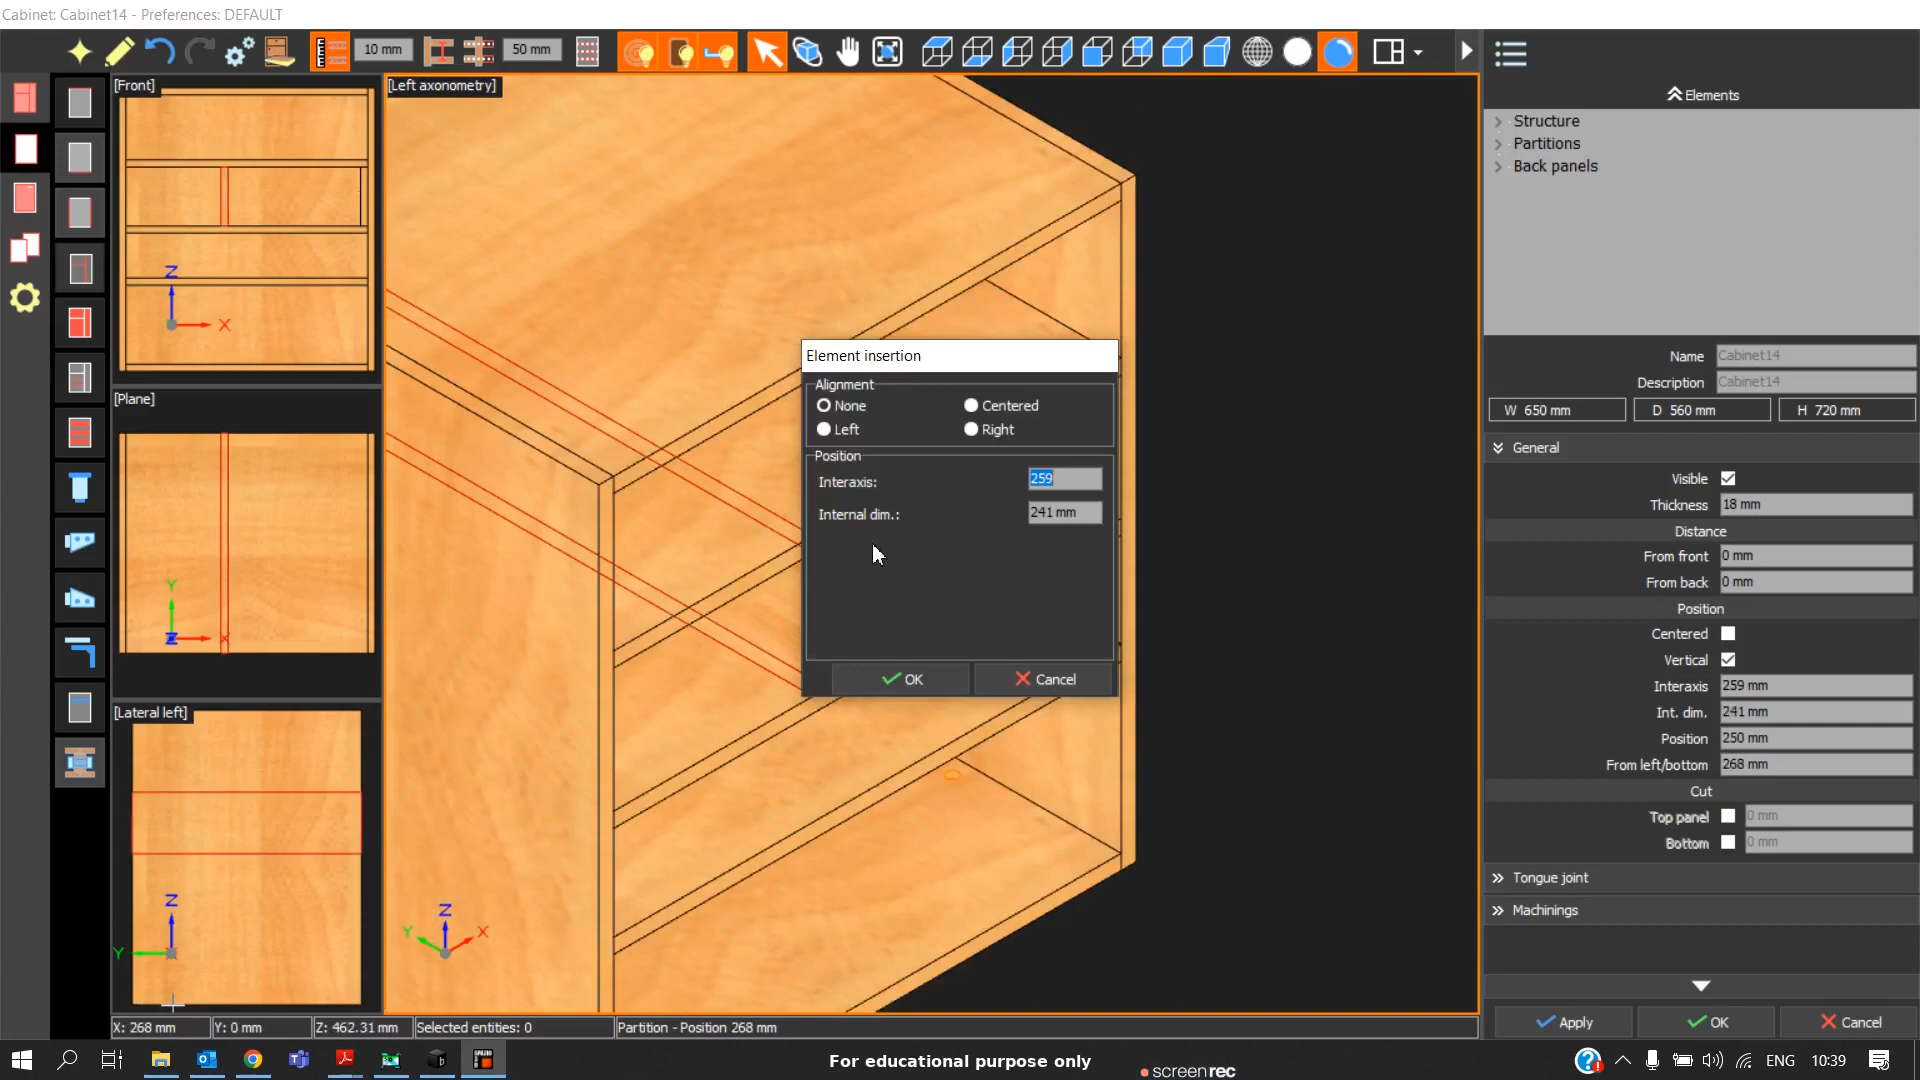 Cabinet: Cabinet14 - Preferences: DEFAULT
10 mm
50 mm
[Front]
Z
X
[Plane]
Y
Z
X
[Lateral left]
Z
Y
[Left axonometry]
Z
Y
X
Element insertion
Alignment
None
Centered
Left
Right
Position
Interaxis:
259
Internal dim.:
241 mm
OK
Cancel
Elements
Structure
Partitions
Back panels
Name
Cabinet14
Description
Cabinet14
W 650 mm
D 560 mm
H 720 mm
General
Visible
Thickness
18 mm
Distance
From front
0 mm
From back
0 mm
Position
Centered
Vertical
Interaxis
259 mm
Int. dim.
241 mm
Position
250 mm
From left/bottom
268 mm
Cut
Top panel
0 mm
Bottom
0 mm
Tongue joint
Machinings
Apply
OK
Cancel
X: 268 mm
Y: 0 mm
Z: 462.31 mm
Selected entities: 0
Partition - Position 268 mm
For educational purpose only
screenrec
ENG
10:39